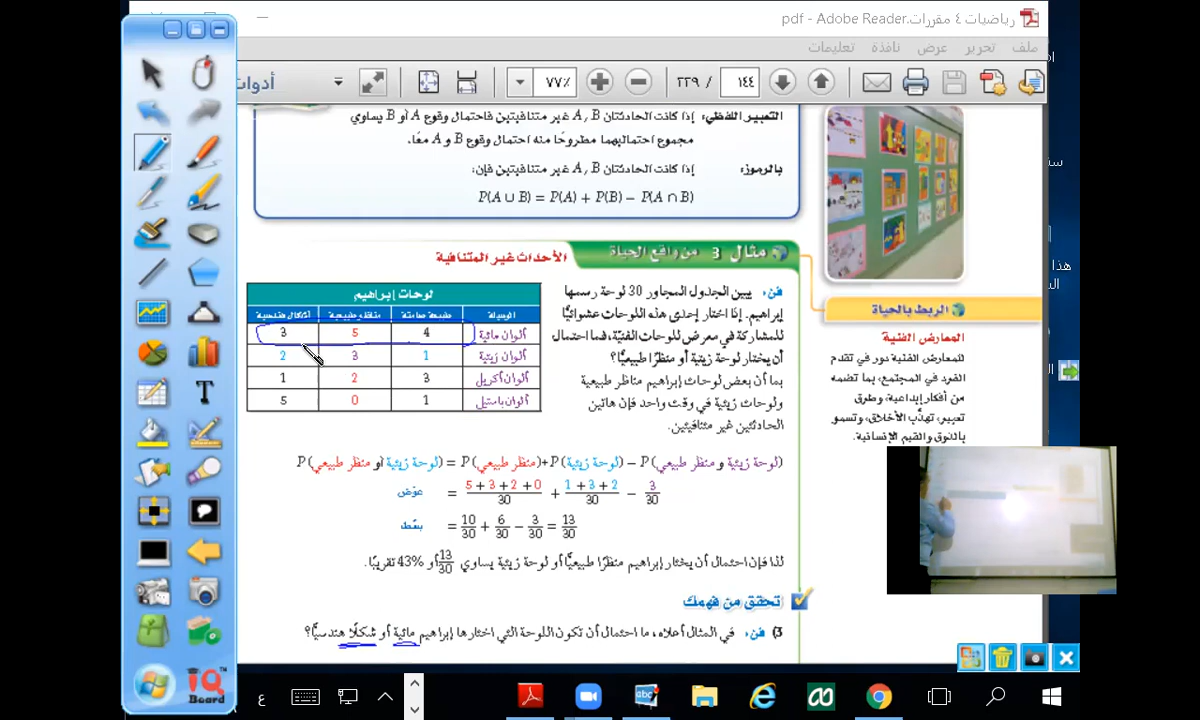 رياضيات ٤ مقررات.pdf - Adobe Reader
ملف تحرير عرض نافذة تعليمات
١٤٤ / ٢٣٩ ٧٧٪ أدوات
التعبير اللفظي: إذا كانت الحادثتان A, B غير متنافيتين فاحتمال وقوع A أو B يساوي
مجموع احتماليهما مطروحًا منه احتمال وقوع A و B معًا.
بالرموز: إذا كانت الحادثتان A, B غير متنافيتين فإن:
P(A ∪ B) = P(A) + P(B) − P(A ∩ B)
مثال 3 من واقع الحياة الأحداث غير المتنافية
فن: يبين الجدول المجاور 30 لوحة رسمها
إبراهيم. إذا اختار إحدى هذه اللوحات عشوائيًّا
للمشاركة في معرض للوحات الفنيّة، فما احتمال
أن يختار لوحة زيتية أو منظرًا طبيعيًّا؟
بما أن بعض لوحات إبراهيم مناظر طبيعية
ولوحات زيتية في وقت واحد فإن هاتين
الحادثتين غير متنافيتين.
لوحات إبراهيم
الوسيلة طبيعة صامتة مناظر طبيعية أشكال هندسية
ألوان مائية 4 5 3
ألوان زيتية 1 3 2
ألوان أكريل 3 2 1
ألوان باستيل 1 0 5
P(لوحة زيتية أو منظر طبيعي) = P(منظر طبيعي) + P(لوحة زيتية) − P(لوحة زيتية و منظر طبيعي)
عوّض = 5 + 3 + 2 + 0/30 + 1 + 3 + 2/30 − 3/30
بسّط = 10/30 + 6/30 − 3/30 = 13/30
لذا فإن احتمال أن يختار إبراهيم منظرًا طبيعيًّا أو لوحة زيتية يساوي 13/30 أو 43% تقريبًا.
تحقق من فهمك
3) فن: في المثال أعلاه، ما احتمال أن تكون اللوحة التي اختارها إبراهيم مائية أو شكلًا هندسيًّا؟
الربط بالحياة
المعارض الفنية
للمعارض الفنية دور في تقدم
الفرد في المجتمع، بما تضمه
من أفكار إبداعية، وطرق
تعبير، تهذّب الأخلاق، وتسمو
بالذوق والقيم الإنسانية.
هذا
IQ Board
ع
abc